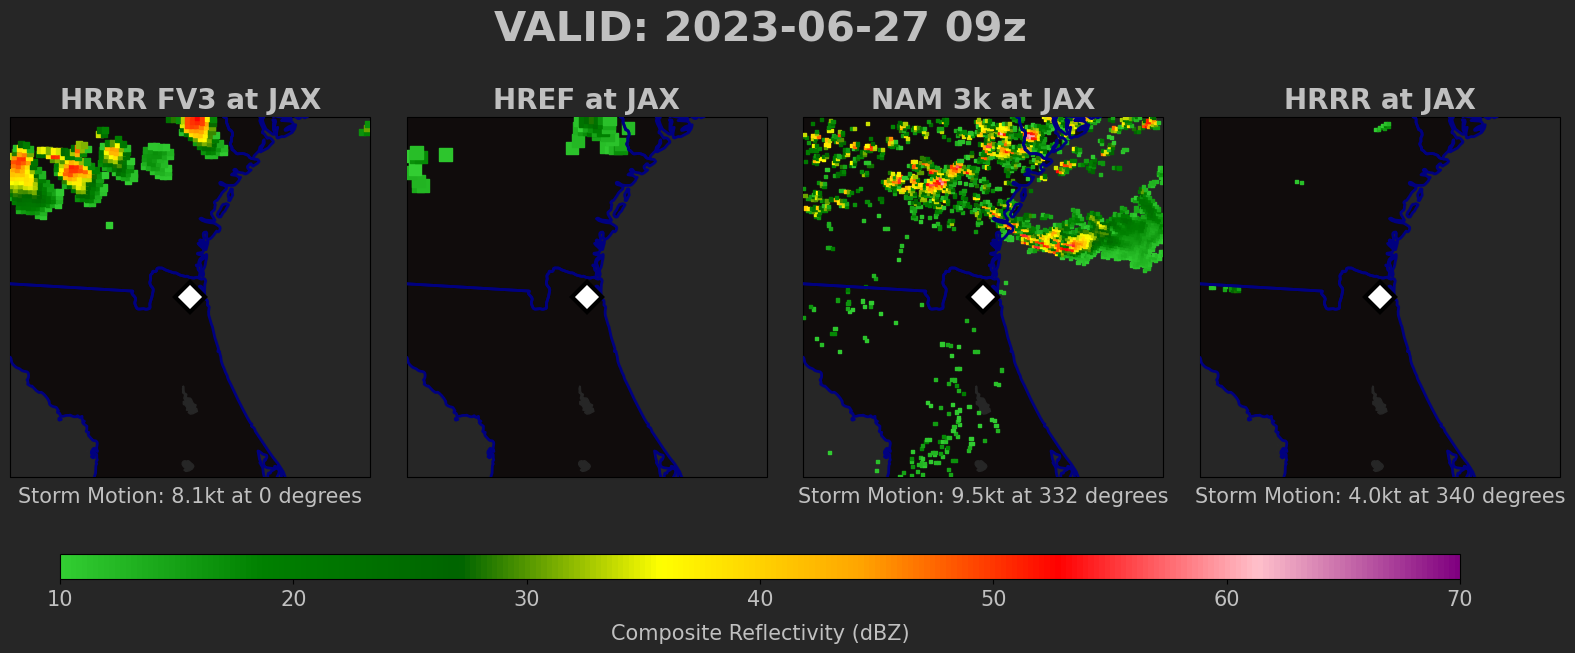 VALID: 2023-06-27 09z
HRRR FV3 at JAX
HREF at JAX
NAM 3k at JAX
HRRR at JAX
Storm Motion: 8.1kt at 0 degrees
Storm Motion: 9.5kt at 332 degrees
Storm Motion: 4.0kt at 340 degrees
10 20 30 40 50 60 70
Composite Reflectivity (dBZ)